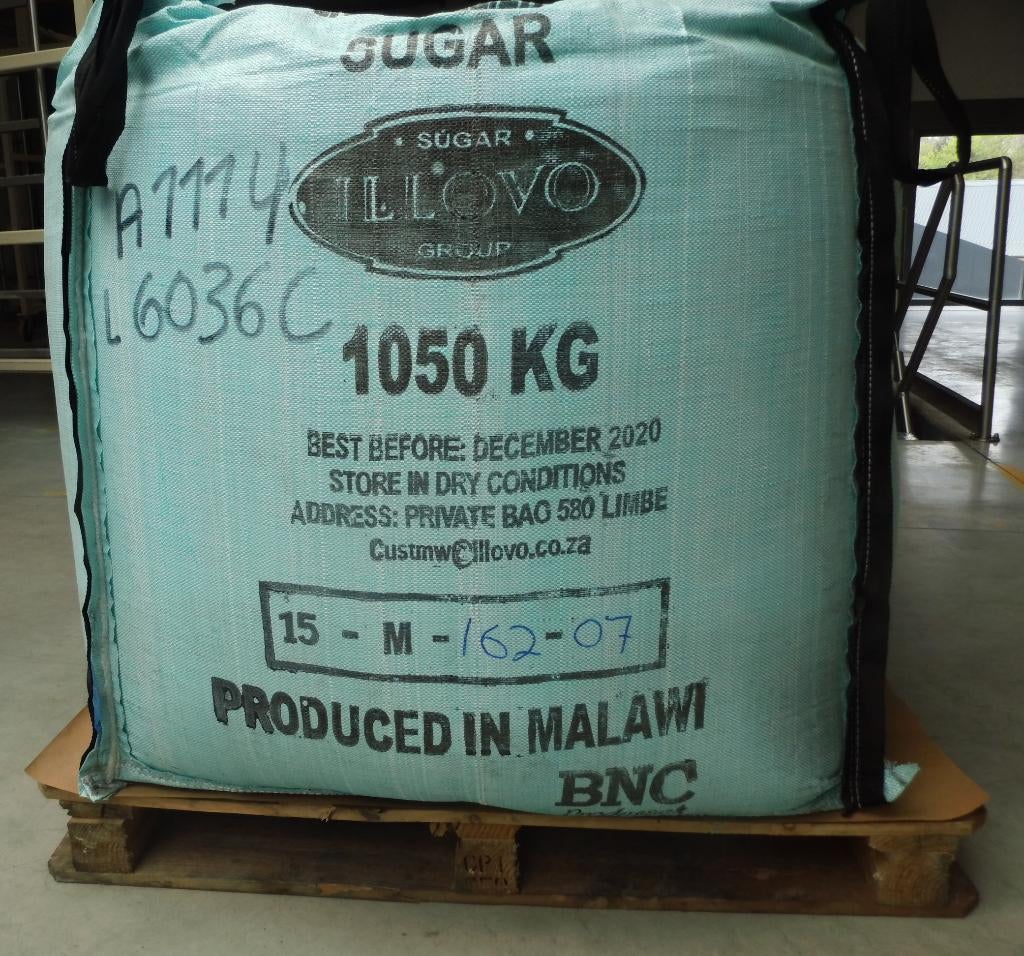 SUGAR
• SUGAR •
ILLOVO
GROUP
A1114
L6036C
1050 KG
BEST BEFORE: DECEMBER 2020
STORE IN DRY CONDITIONS
ADDRESS: PRIVATE BAG 580 LIMBE
Custmw@illovo.co.za
15 - M - 162-07
PRODUCED IN MALAWI
BNC